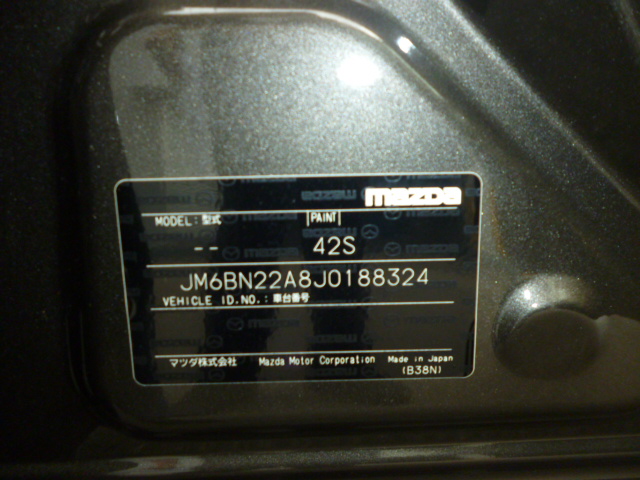 mazda
MODEL: 型式 PAINT
-- 42S
JM6BN22A8J0188324
VEHICLE ID.NO.: 車台番号
マツダ株式会社 Mazda Motor Corporation Made in Japan
(B38N)